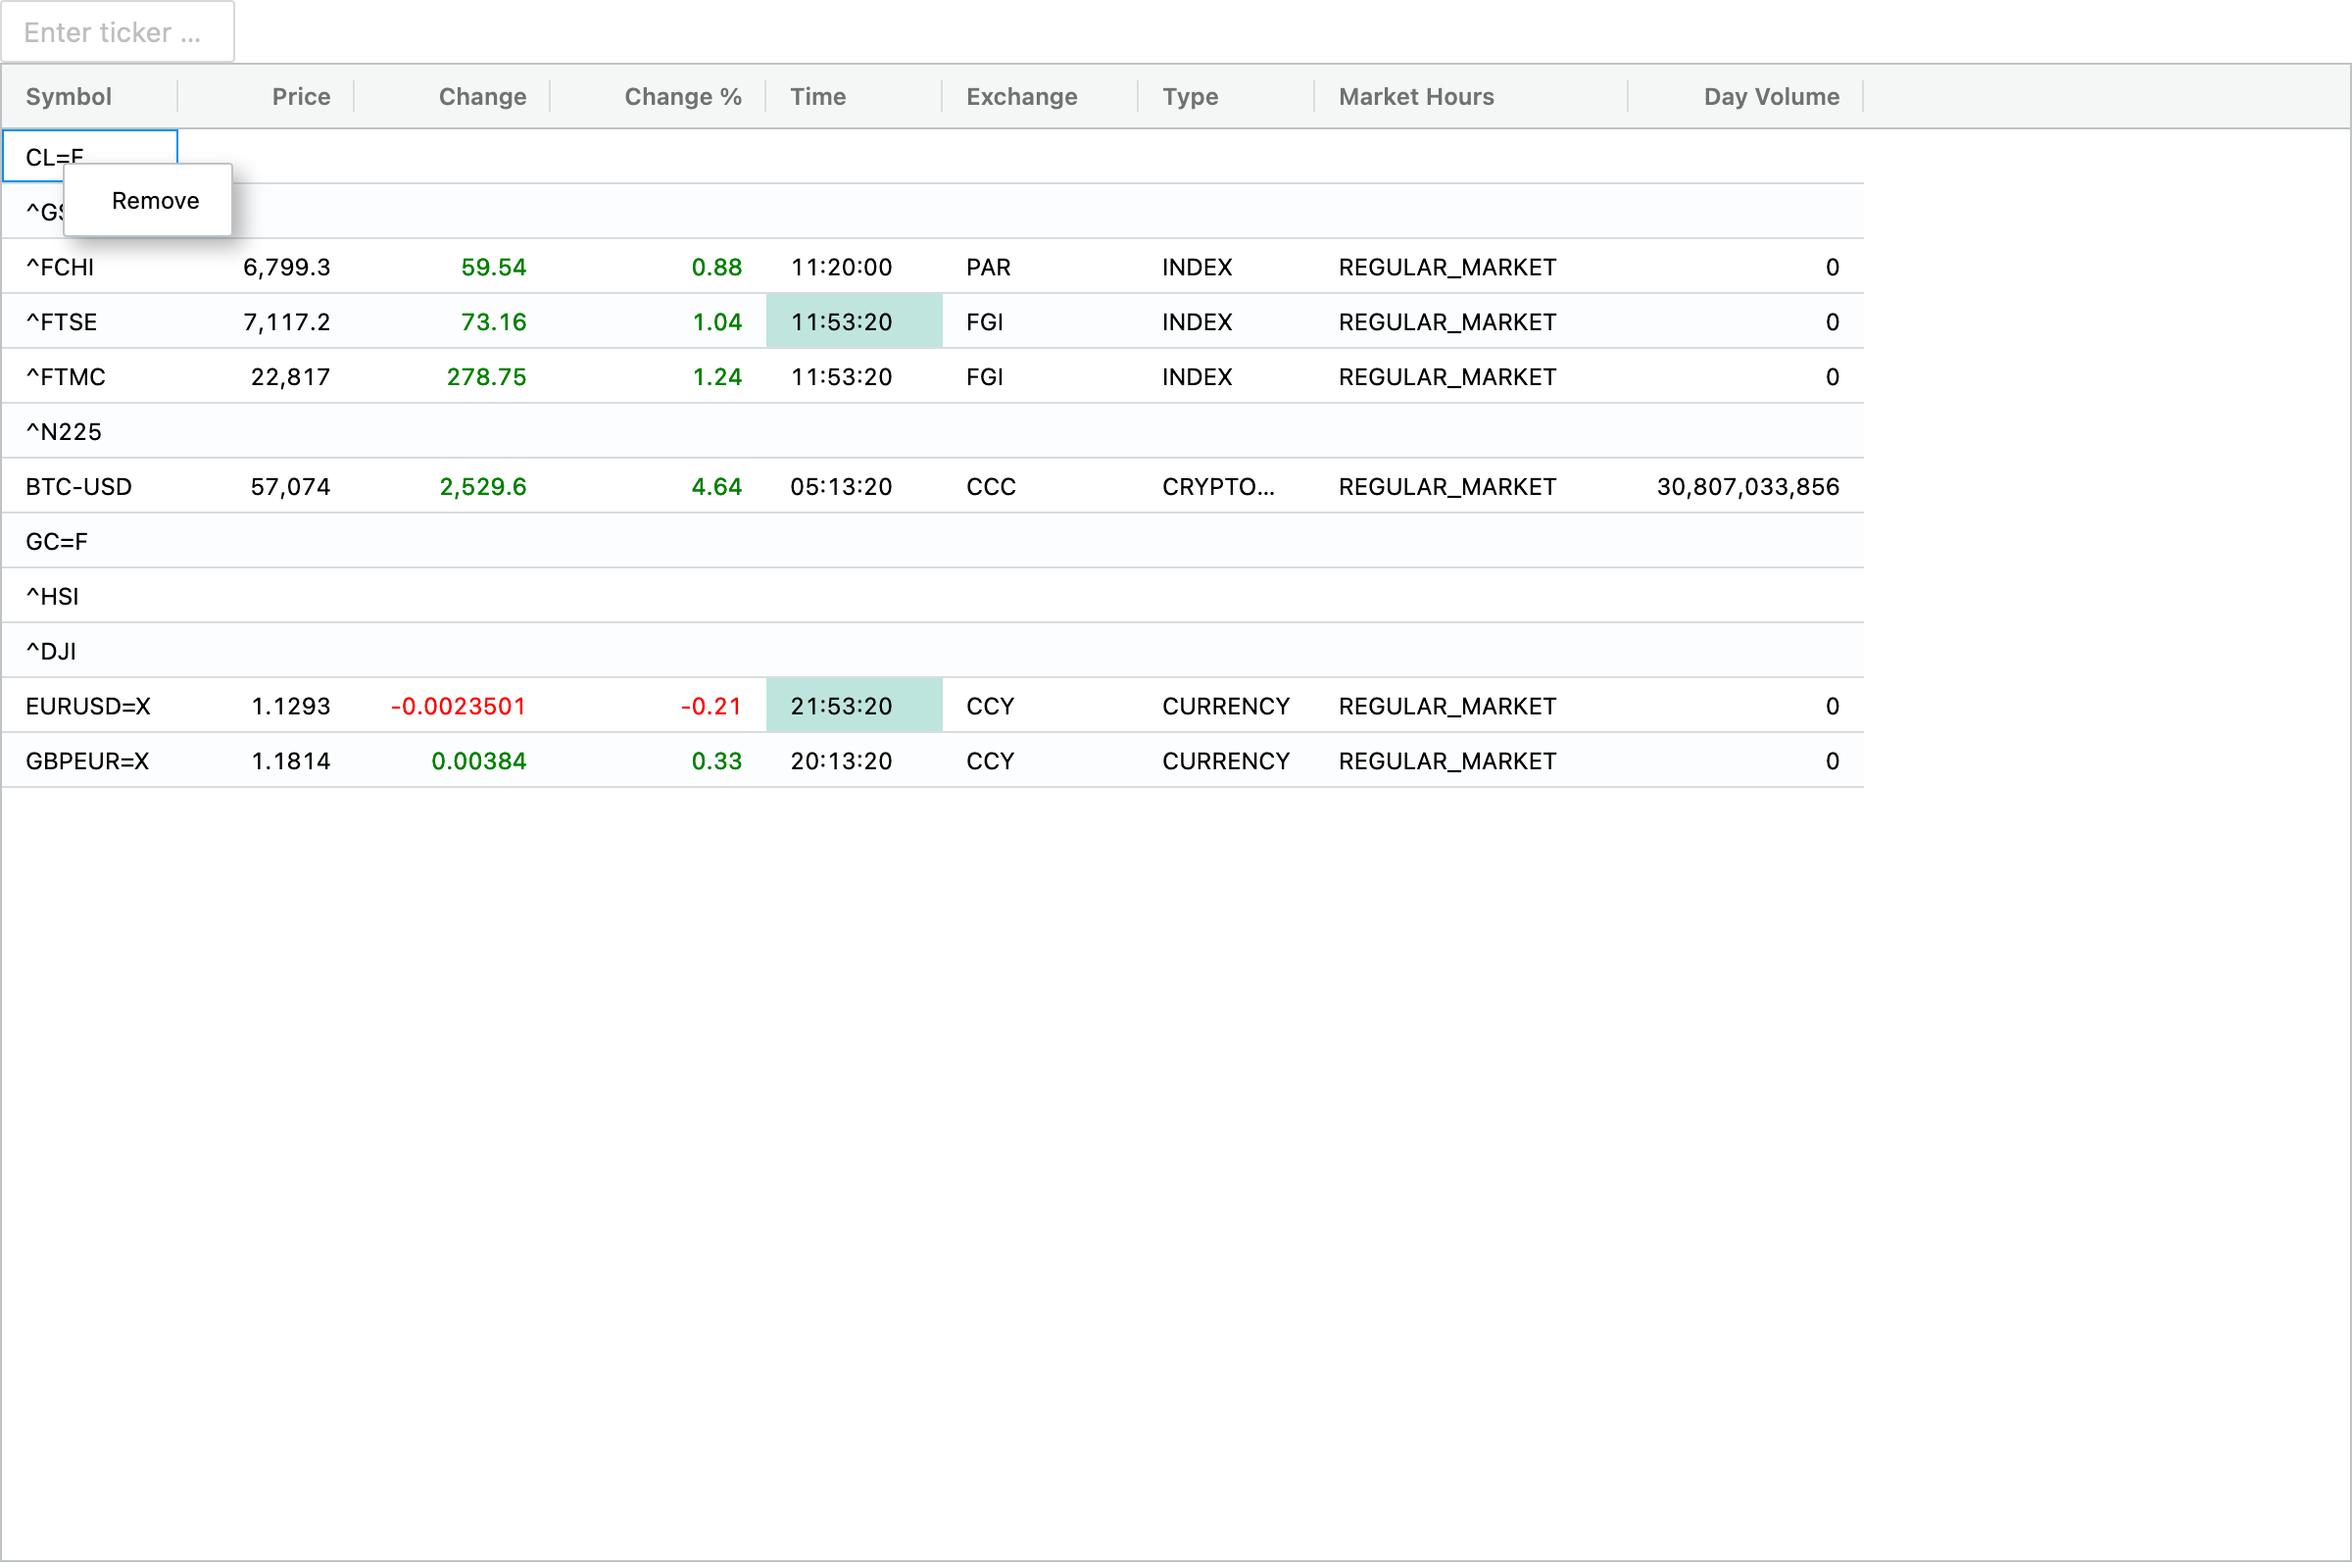 Enter ticker ...
Symbol Price Change Change % Time Exchange Type Market Hours Day Volume
CL=F
Remove
^FCHI 6,799.3 59.54 0.88 11:20:00 PAR INDEX REGULAR_MARKET 0
^FTSE 7,117.2 73.16 1.04 11:53:20 FGI INDEX REGULAR_MARKET 0
^FTMC 22,817 278.75 1.24 11:53:20 FGI INDEX REGULAR_MARKET 0
^N225
BTC-USD 57,074 2,529.6 4.64 05:13:20 CCC CRYPTO... REGULAR_MARKET 30,807,033,856
GC=F
^HSI
^DJI
EURUSD=X 1.1293 -0.0023501 -0.21 21:53:20 CCY CURRENCY REGULAR_MARKET 0
GBPEUR=X 1.1814 0.00384 0.33 20:13:20 CCY CURRENCY REGULAR_MARKET 0